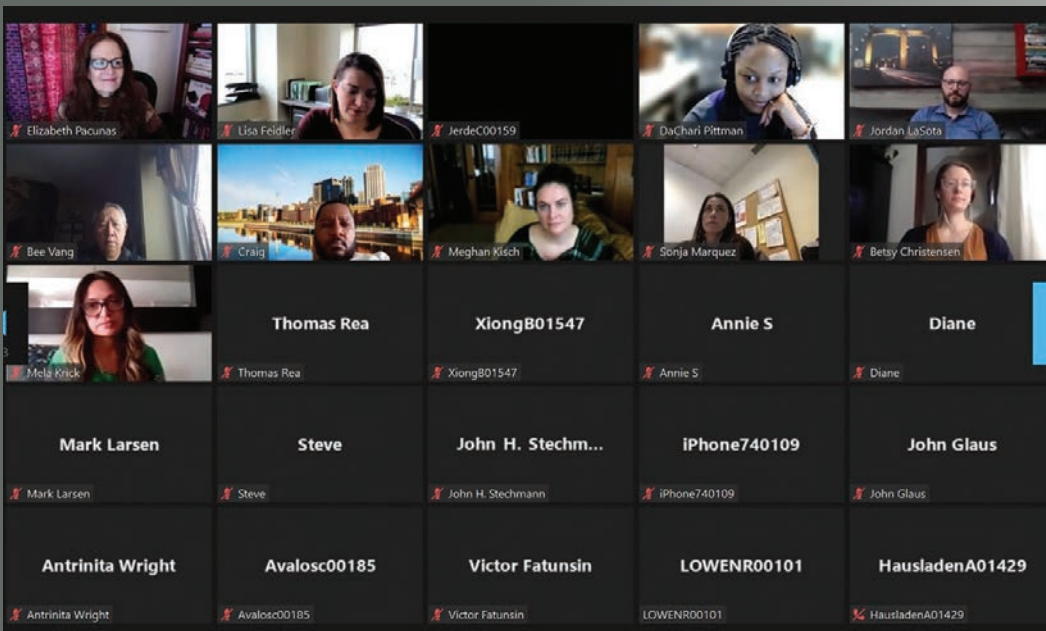 Elizabeth Pacunas
Lisa Feidler
JerdeC00159
DaChari Pittman
Jordan LaSota
Bee Vang
Craig
Meghan Kisch
Sonja Marquez
Betsy Christensen
3
Mela Krick
Thomas Rea
Thomas Rea
XiongB01547
XiongB01547
Annie S
Annie S
Diane
Diane
Mark Larsen
Mark Larsen
Steve
Steve
John H. Stechm...
John H. Stechmann
iPhone740109
iPhone740109
John Glaus
John Glaus
Antrinita Wright
Antrinita Wright
Avalosc00185
Avalosc00185
Victor Fatunsin
Victor Fatunsin
LOWENR00101
LOWENR00101
HausladenA01429
HausladenA01429